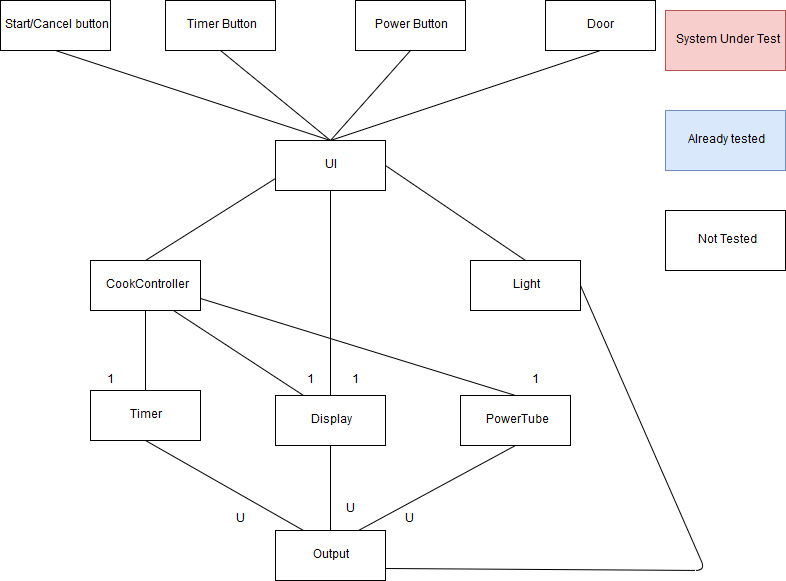 Start/Cancel button
Timer Button
Power Button
Door
System Under Test
Already tested
UI
Not Tested
CookController
Light
1
1
1
1
Timer
Display
PowerTube
U
U
U
Output